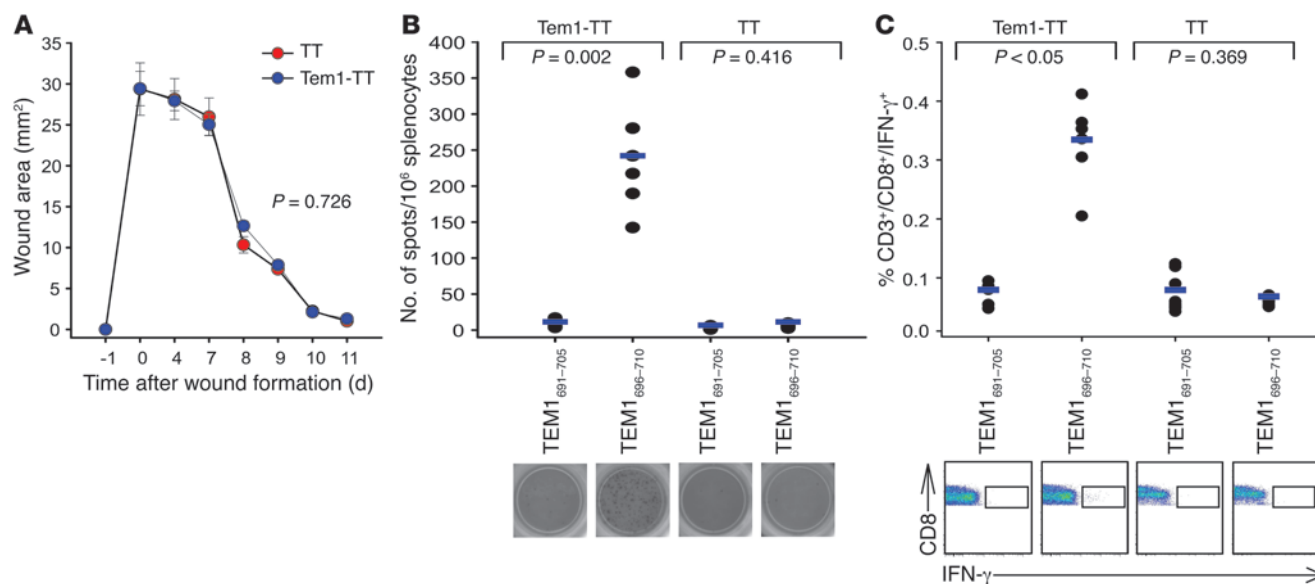 A
35
30
25
20
15
10
5
0
Wound area (mm²)
TT
Tem1-TT
P = 0.726
-1 0 4 7 8 9 10 11
Time after wound formation (d)
B
Tem1-TT TT
P = 0.002 P = 0.416
400
350
300
250
200
150
100
50
0
No. of spots/10⁶ splenocytes
TEM1₆₉₁₋₇₀₅
TEM1₆₉₆₋₇₁₀
TEM1₆₉₁₋₇₀₅
TEM1₆₉₆₋₇₁₀
C
Tem1-TT TT
P < 0.05 P = 0.369
0.5
0.4
0.3
0.2
0.1
0.0
% CD3⁺/CD8⁺/IFN-γ⁺
TEM1₆₉₁₋₇₀₅
TEM1₆₉₆₋₇₁₀
TEM1₆₉₁₋₇₀₅
TEM1₆₉₆₋₇₁₀
CD8
IFN-γ